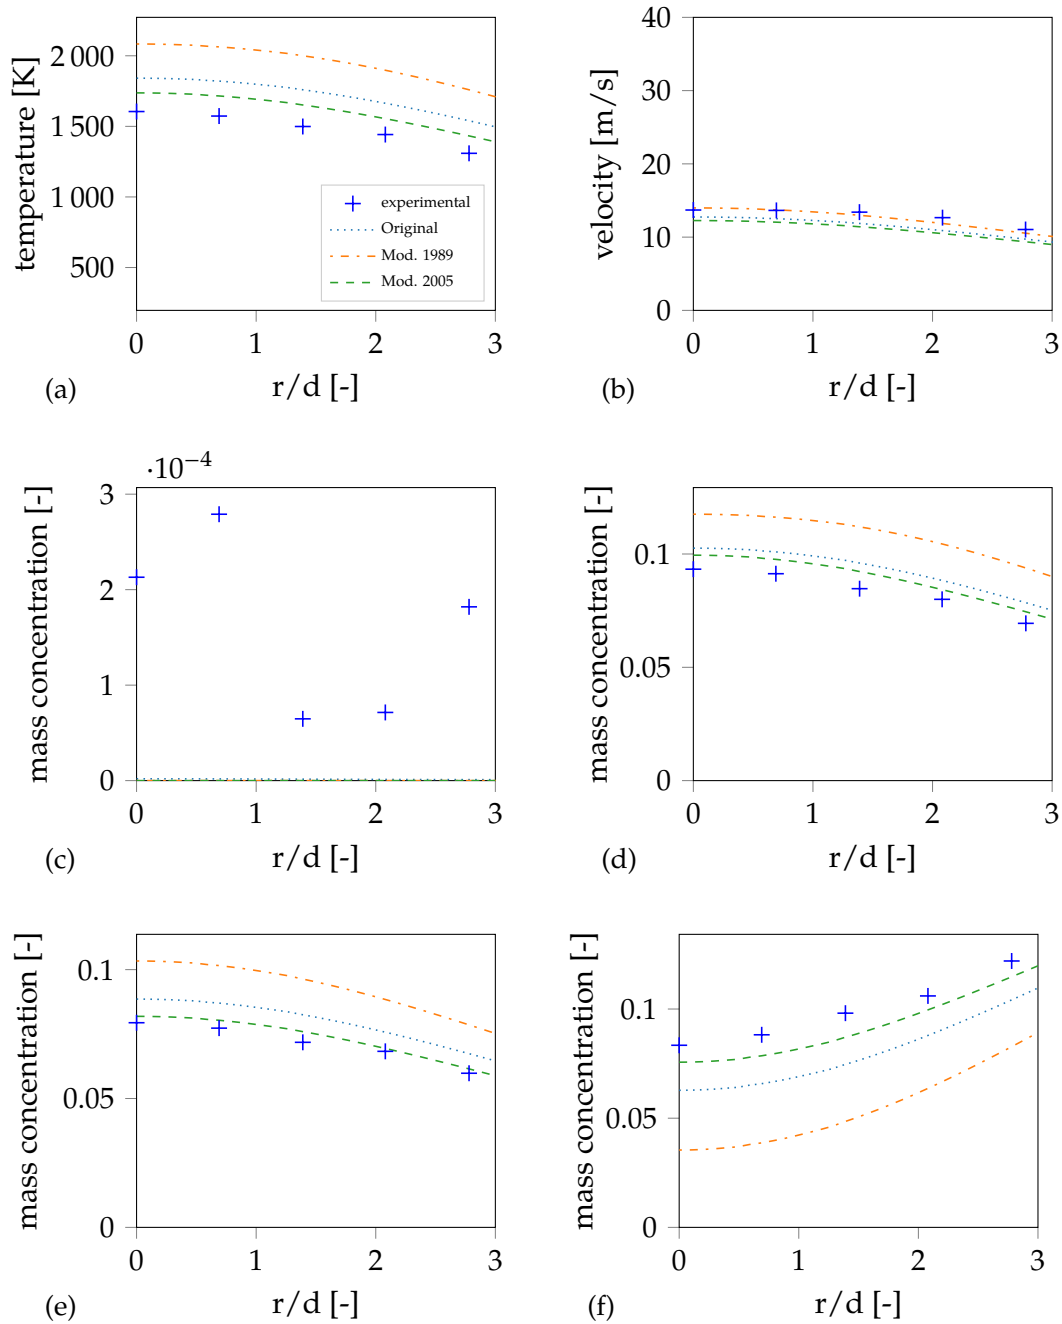 temperature [K]
2 000
1 500
1 000
500
experimental
Original
Mod. 1989
Mod. 2005
0 1 2 3
r/d [-]
(a)
velocity [m/s]
40
30
20
10
0
0 1 2 3
r/d [-]
(b)
mass concentration [-]
·10−4
3
2
1
0
0 1 2 3
r/d [-]
(c)
mass concentration [-]
0.1
0.05
0
0 1 2 3
r/d [-]
(d)
mass concentration [-]
0.1
0.05
0
0 1 2 3
r/d [-]
(e)
mass concentration [-]
0.1
0.05
0
0 1 2 3
r/d [-]
(f)